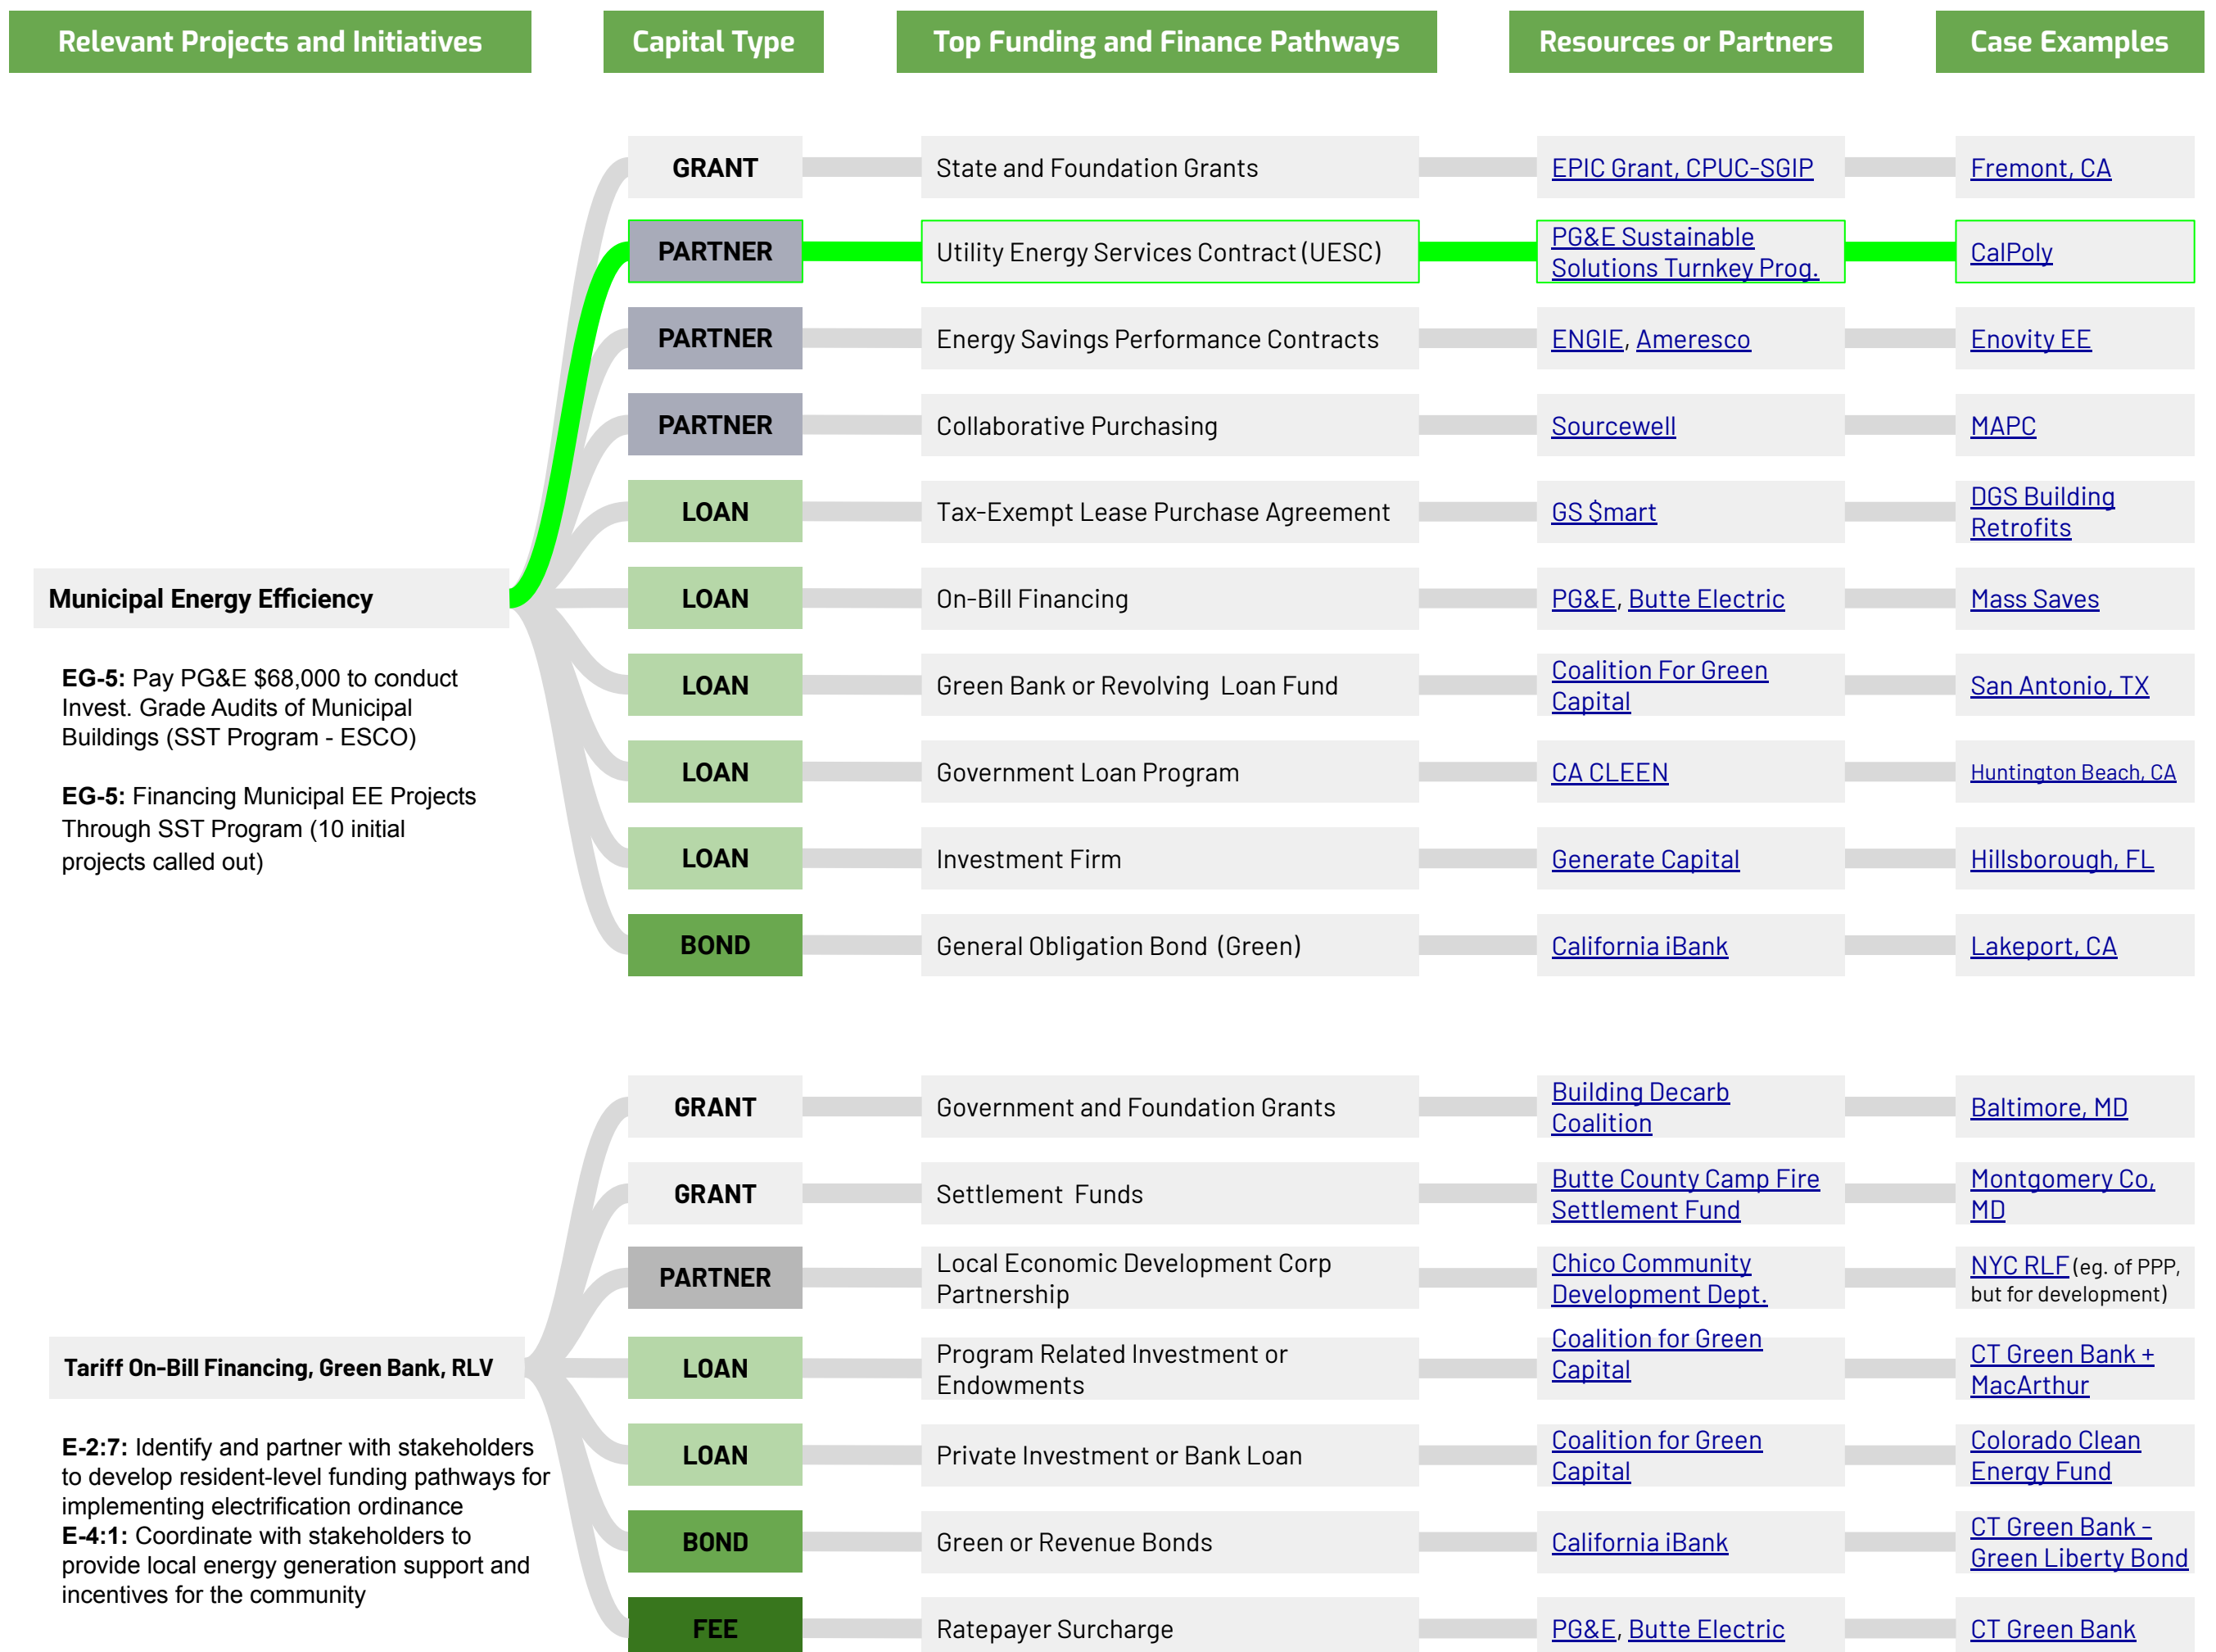 Relevant Projects and Initiatives
Capital Type
Top Funding and Finance Pathways
Resources or Partners
Case Examples
GRANT
State and Foundation Grants
EPIC Grant, CPUC-SGIP
Fremont, CA
PARTNER
Utility Energy Services Contract (UESC)
PG&E Sustainable
Solutions Turnkey Prog.
CalPoly
PARTNER
Energy Savings Performance Contracts
ENGIE, Ameresco
Enovity EE
PARTNER
Collaborative Purchasing
Sourcewell
MAPC
LOAN
Tax-Exempt Lease Purchase Agreement
GS $mart
DGS Building
Retrofits
Municipal Energy Efficiency
LOAN
On-Bill Financing
PG&E, Butte Electric
Mass Saves
EG-5: Pay PG&E $68,000 to conduct
Invest. Grade Audits of Municipal
Buildings (SST Program - ESCO)
EG-5: Financing Municipal EE Projects
Through SST Program (10 initial
projects called out)
LOAN
Green Bank or Revolving Loan Fund
Coalition For Green
Capital
San Antonio, TX
LOAN
Government Loan Program
CA CLEEN
Huntington Beach, CA
LOAN
Investment Firm
Generate Capital
Hillsborough, FL
BOND
General Obligation Bond (Green)
California iBank
Lakeport, CA
GRANT
Government and Foundation Grants
Building Decarb
Coalition
Baltimore, MD
GRANT
Settlement Funds
Butte County Camp Fire
Settlement Fund
Montgomery Co,
MD
PARTNER
Local Economic Development Corp
Partnership
Chico Community
Development Dept.
NYC RLF (eg. of PPP,
but for development)
Tariff On-Bill Financing, Green Bank, RLV
LOAN
Program Related Investment or
Endowments
Coalition for Green
Capital
CT Green Bank +
MacArthur
E-2:7: Identify and partner with stakeholders
to develop resident-level funding pathways for
implementing electrification ordinance
E-4:1: Coordinate with stakeholders to
provide local energy generation support and
incentives for the community
LOAN
Private Investment or Bank Loan
Coalition for Green
Capital
Colorado Clean
Energy Fund
BOND
Green or Revenue Bonds
California iBank
CT Green Bank -
Green Liberty Bond
FEE
Ratepayer Surcharge
PG&E, Butte Electric
CT Green Bank